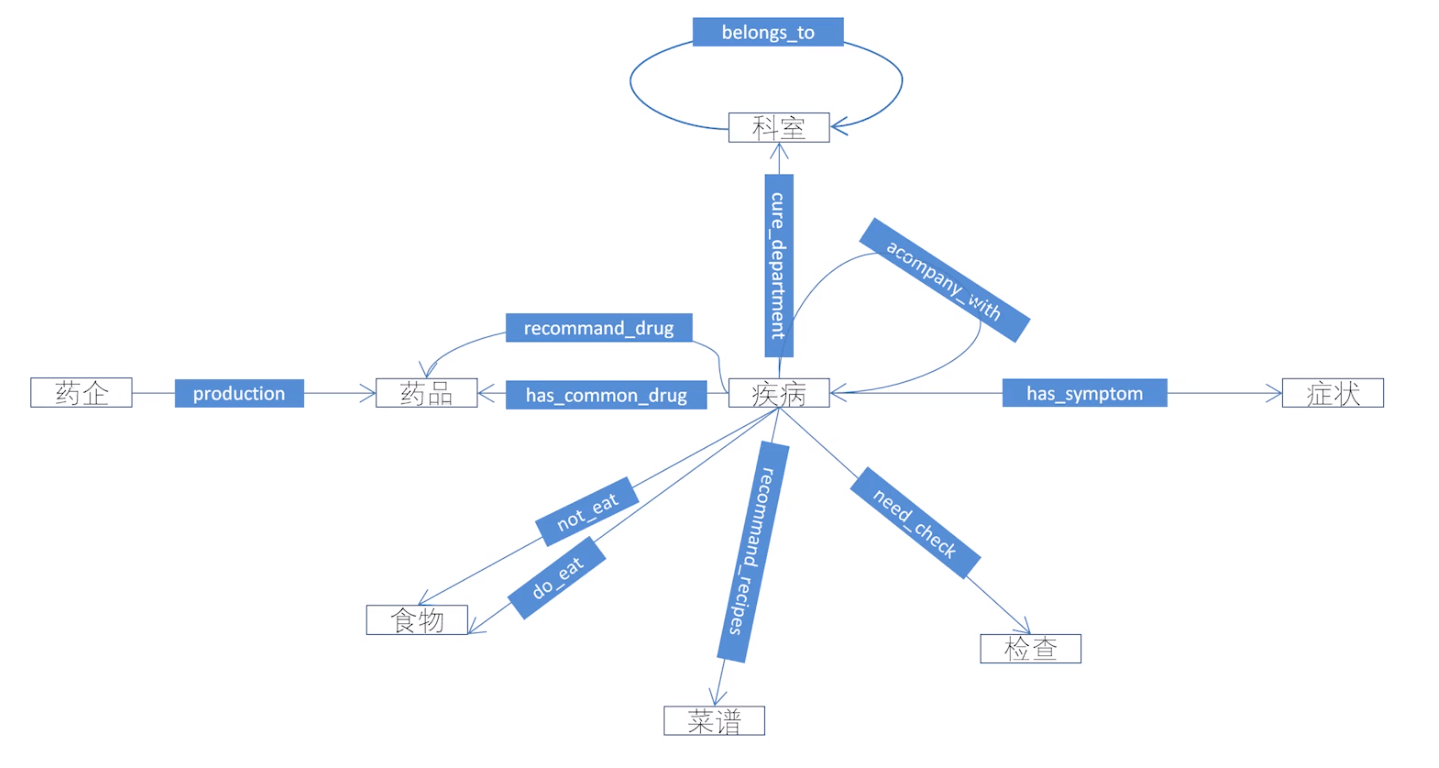 belongs_to
科室
cure_department
acompany_with
recommand_drug
药企
production
药品
has_common_drug
疾病
has_symptom
症状
not_eat
do_eat
recommand_recipes
need_check
食物
检查
菜谱